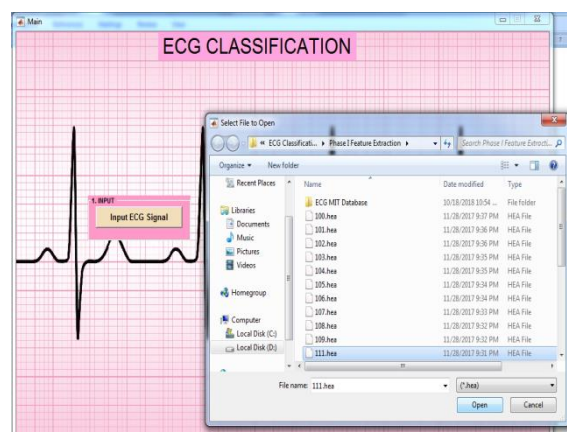 Main
ECG CLASSIFICATION
1. INPUT
Input ECG Signal
Select File to Open
« ECG Classificati... ▸ Phase I Feature Extraction ▸
Search Phase I Feature Extracti...
Organize ▾ New folder
Recent Places
Libraries
Documents
Music
Pictures
Videos
Homegroup
Computer
Local Disk (C:)
Local Disk (D:)
Name Date modified Type
ECG MIT Database 10/18/2018 10:54 ... File folder
100.hea 11/28/2017 9:37 PM HEA File
101.hea 11/28/2017 9:36 PM HEA File
102.hea 11/28/2017 9:36 PM HEA File
103.hea 11/28/2017 9:35 PM HEA File
104.hea 11/28/2017 9:35 PM HEA File
105.hea 11/28/2017 9:34 PM HEA File
106.hea 11/28/2017 9:34 PM HEA File
107.hea 11/28/2017 9:33 PM HEA File
108.hea 11/28/2017 9:32 PM HEA File
109.hea 11/28/2017 9:32 PM HEA File
111.hea 11/28/2017 9:31 PM HEA File
File name: 111.hea (*.hea)
Open Cancel